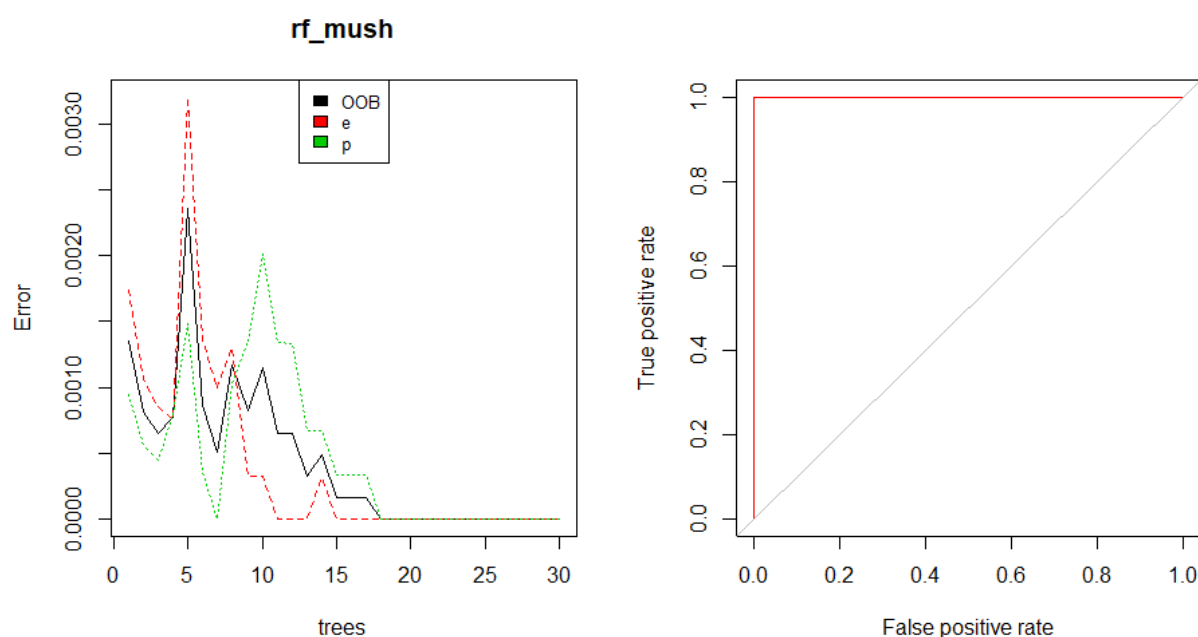 rf_mush
OOB
e
p
Error
0.0000
0.0010
0.0020
0.0030
0 5 10 15 20 25 30
trees
True positive rate
0.0
0.2
0.4
0.6
0.8
1.0
0.0 0.2 0.4 0.6 0.8 1.0
False positive rate